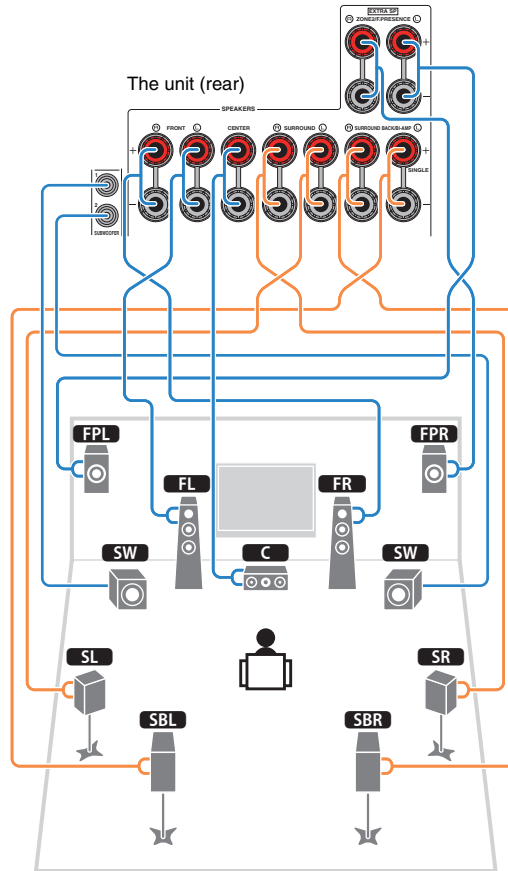 EXTRA SP
R ZONE2/F.PRESENCE L
+
−
The unit (rear)
SPEAKERS
R FRONT L CENTER R SURROUND L R SURROUND BACK/BI-AMP L
+ +
SINGLE
− −
1
2
SUBWOOFER
FPL FPR
FL FR
SW C SW
SL SR
SBL SBR